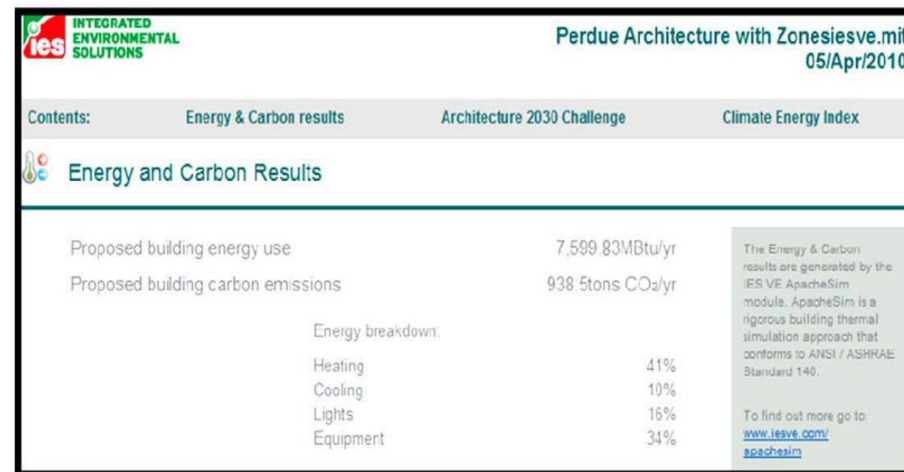 ies
INTEGRATED
ENVIRONMENTAL
SOLUTIONS
Perdue Architecture with Zonesiesve.mit
05/Apr/2010
Contents: Energy & Carbon results Architecture 2030 Challenge Climate Energy Index
Energy and Carbon Results
Proposed building energy use 7,599.83MBtu/yr
Proposed building carbon emissions 938.5tons CO₂/yr
Energy breakdown:
Heating 41%
Cooling 10%
Lights 16%
Equipment 34%
The Energy & Carbon
results are generated by the
IES VE ApacheSim
module. ApacheSim is a
rigorous building thermal
simulation approach that
conforms to ANSI / ASHRAE
Standard 140.
To find out more go to
www.iesve.com/
apachesim